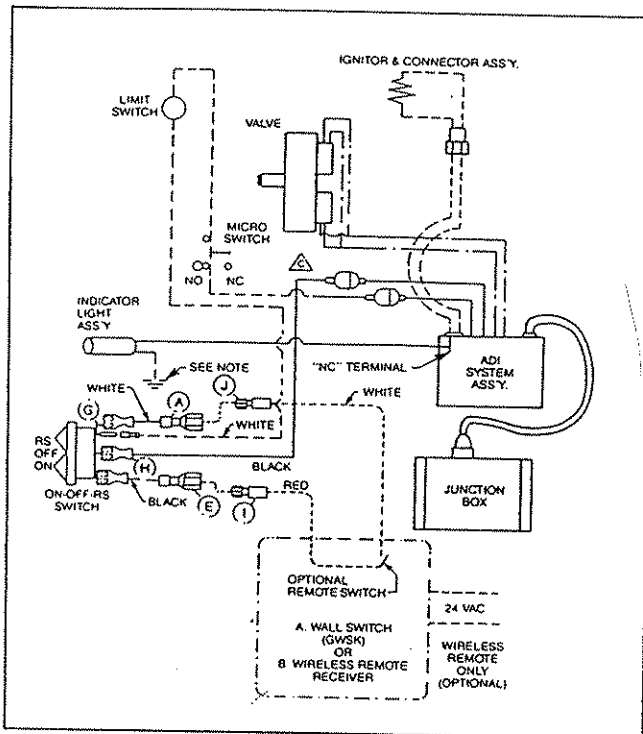 IGNITOR & CONNECTOR ASS'Y.
LIMIT
SWITCH
VALVE
MICRO
SWITCH
C
NO
NC
INDICATOR
LIGHT
ASS'Y
SEE NOTE
"NC" TERMINAL
ADI
SYSTEM
ASS'Y.
WHITE
G
A
J
WHITE
WHITE
RS
OFF
ON
H
BLACK
ON-OFF-RS
SWITCH
BLACK
E
I
RED
JUNCTION
BOX
OPTIONAL
REMOTE SWITCH
24 VAC
A. WALL SWITCH
(GWSK)
OR
B. WIRELESS REMOTE
RECEIVER
WIRELESS
REMOTE
ONLY
(OPTIONAL)